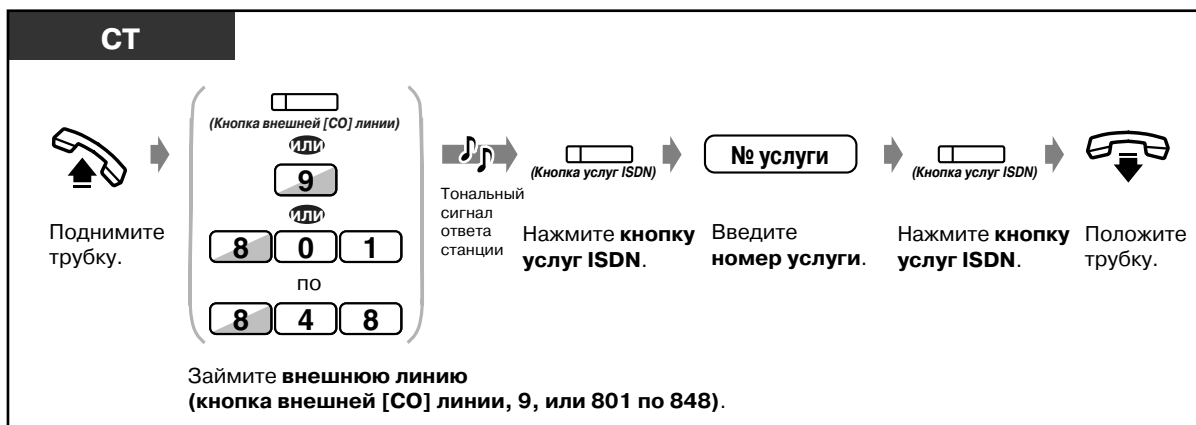 СТ
(Кнопка внешней [CO] линии)
или
9
или
8 0 1
по
8 4 8
Поднимите
трубку.
Тональный
сигнал
ответа
станции
(Кнопка услуг ISDN)
Нажмите кнопку
услуг ISDN.
№ услуги
Введите
номер услуги.
(Кнопка услуг ISDN)
Нажмите кнопку
услуг ISDN.
Положите
трубку.
Займите внешнюю линию
(кнопка внешней [CO] линии, 9, или 801 по 848).